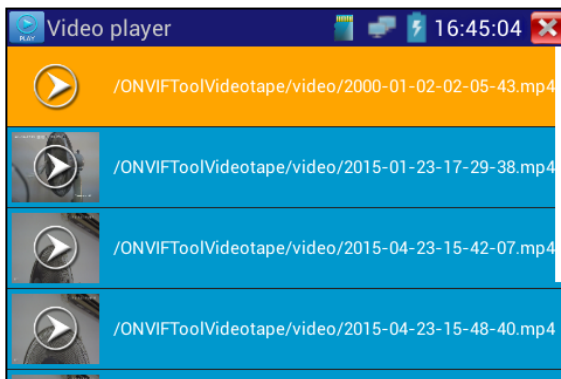 PLAY
Video player
16:45:04
/ONVIFToolVideotape/video/2000-01-02-02-05-43.mp4
/ONVIFToolVideotape/video/2015-01-23-17-29-38.mp4
/ONVIFToolVideotape/video/2015-04-23-15-42-07.mp4
/ONVIFToolVideotape/video/2015-04-23-15-48-40.mp4